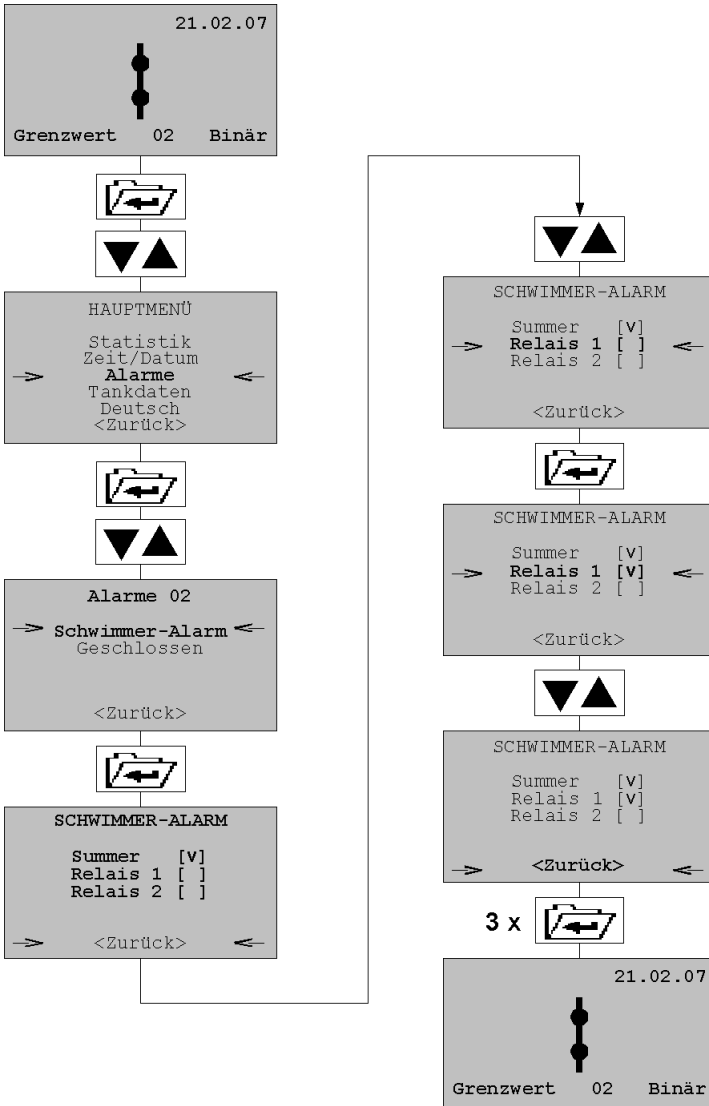 21.02.07
Grenzwert 02 Binär
HAUPTMENÜ
Statistik
Zeit/Datum
Alarme
Tankdaten
Deutsch
<Zurück>
Alarme 02
Schwimmer-Alarm
Geschlossen
<Zurück>
SCHWIMMER-ALARM
Summer [v]
Relais 1 [ ]
Relais 2 [ ]
<Zurück>
SCHWIMMER-ALARM
Summer [v]
Relais 1 [ ]
Relais 2 [ ]
<Zurück>
SCHWIMMER-ALARM
Summer [v]
Relais 1 [v]
Relais 2 [ ]
<Zurück>
SCHWIMMER-ALARM
Summer [v]
Relais 1 [v]
Relais 2 [ ]
<Zurück>
3 x
21.02.07
Grenzwert 02 Binär